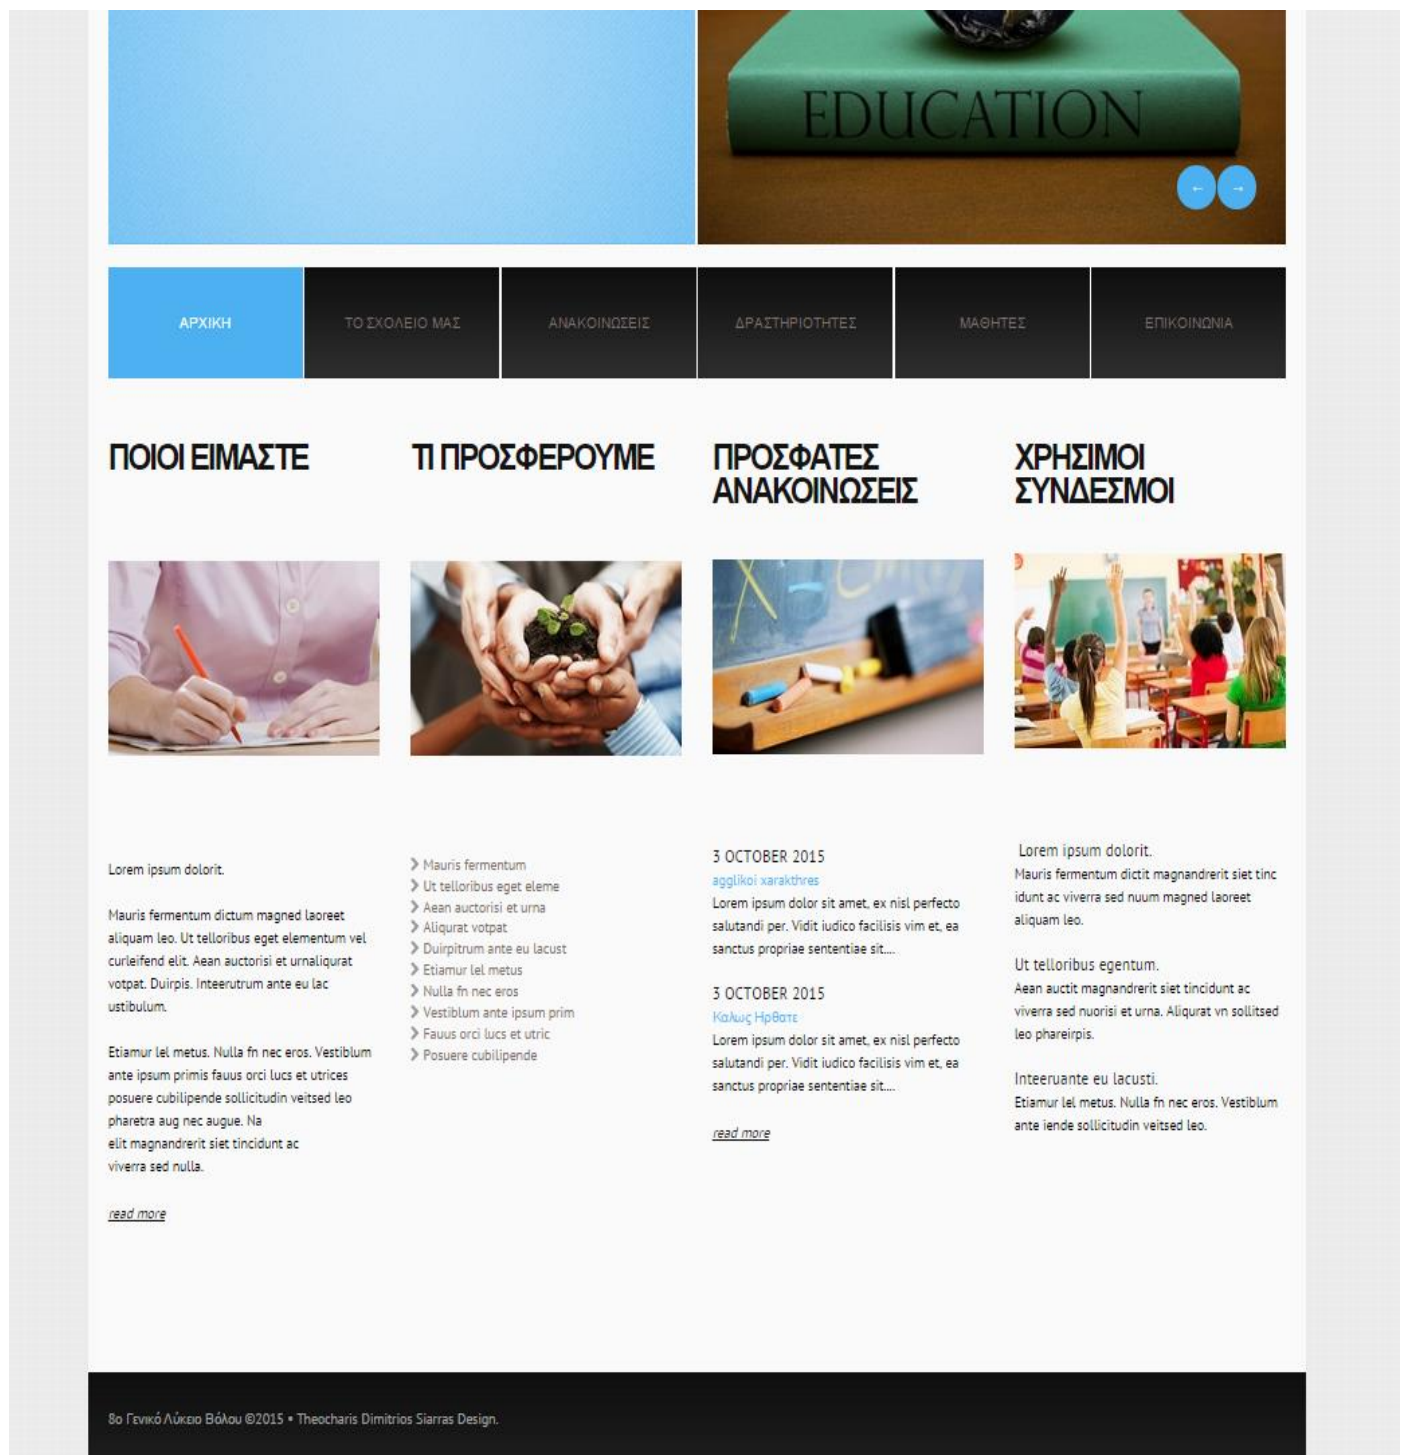 EDUCATION
← →
ΑΡΧΙΚΗ
ΤΟ ΣΧΟΛΕΙΟ ΜΑΣ
ΑΝΑΚΟΙΝΩΣΕΙΣ
ΔΡΑΣΤΗΡΙΟΤΗΤΕΣ
ΜΑΘΗΤΕΣ
ΕΠΙΚΟΙΝΩΝΙΑ
ΠΟΙΟΙ ΕΙΜΑΣΤΕ
Lorem ipsum dolorit.
Mauris fermentum dictum magned laoreet
aliquam leo. Ut telloribus eget elementum vel
curleifend elit. Aean auctorisi et urnaliqurat
votpat. Duirpis. Inteerutrum ante eu lac
ustibulum.
Etiamur lel metus. Nulla fn nec eros. Vestiblum
ante ipsum primis fauus orci lucs et utrices
posuere cubilipende sollicitudin veitsed leo
pharetra aug nec augue. Na
elit magnandrerit siet tincidunt ac
viverra sed nulla.
read more
ΤΙ ΠΡΟΣΦΕΡΟΥΜΕ
Mauris fermentum
Ut telloribus eget eleme
Aean auctorisi et urna
Aliqurat votpat
Duirpitrum ante eu lacust
Etiamur lel metus
Nulla fn nec eros
Vestiblum ante ipsum prim
Fauus orci lucs et utric
Posuere cubilipende
ΠΡΟΣΦΑΤΕΣ
ΑΝΑΚΟΙΝΩΣΕΙΣ
3 OCTOBER 2015
agglikoi xarakthres
Lorem ipsum dolor sit amet, ex nisl perfecto
salutandi per. Vidit iudico facilisis vim et, ea
sanctus propriae sententiae sit....
3 OCTOBER 2015
Καλως Ηρθατε
Lorem ipsum dolor sit amet, ex nisl perfecto
salutandi per. Vidit iudico facilisis vim et, ea
sanctus propriae sententiae sit....
read more
ΧΡΗΣΙΜΟΙ
ΣΥΝΔΕΣΜΟΙ
Lorem ipsum dolorit.
Mauris fermentum dictit magnandrerit siet tinc
idunt ac viverra sed nuum magned laoreet
aliquam leo.
Ut telloribus egentum.
Aean auctit magnandrerit siet tincidunt ac
viverra sed nuorisi et urna. Aliqurat vn sollitsed
leo phareirpis.
Inteeruante eu lacusti.
Etiamur lel metus. Nulla fn nec eros. Vestiblum
ante iende sollicitudin veitsed leo.
8ο Γενικό Λύκειο Βόλου ©2015 • Theocharis Dimitrios Siarras Design.